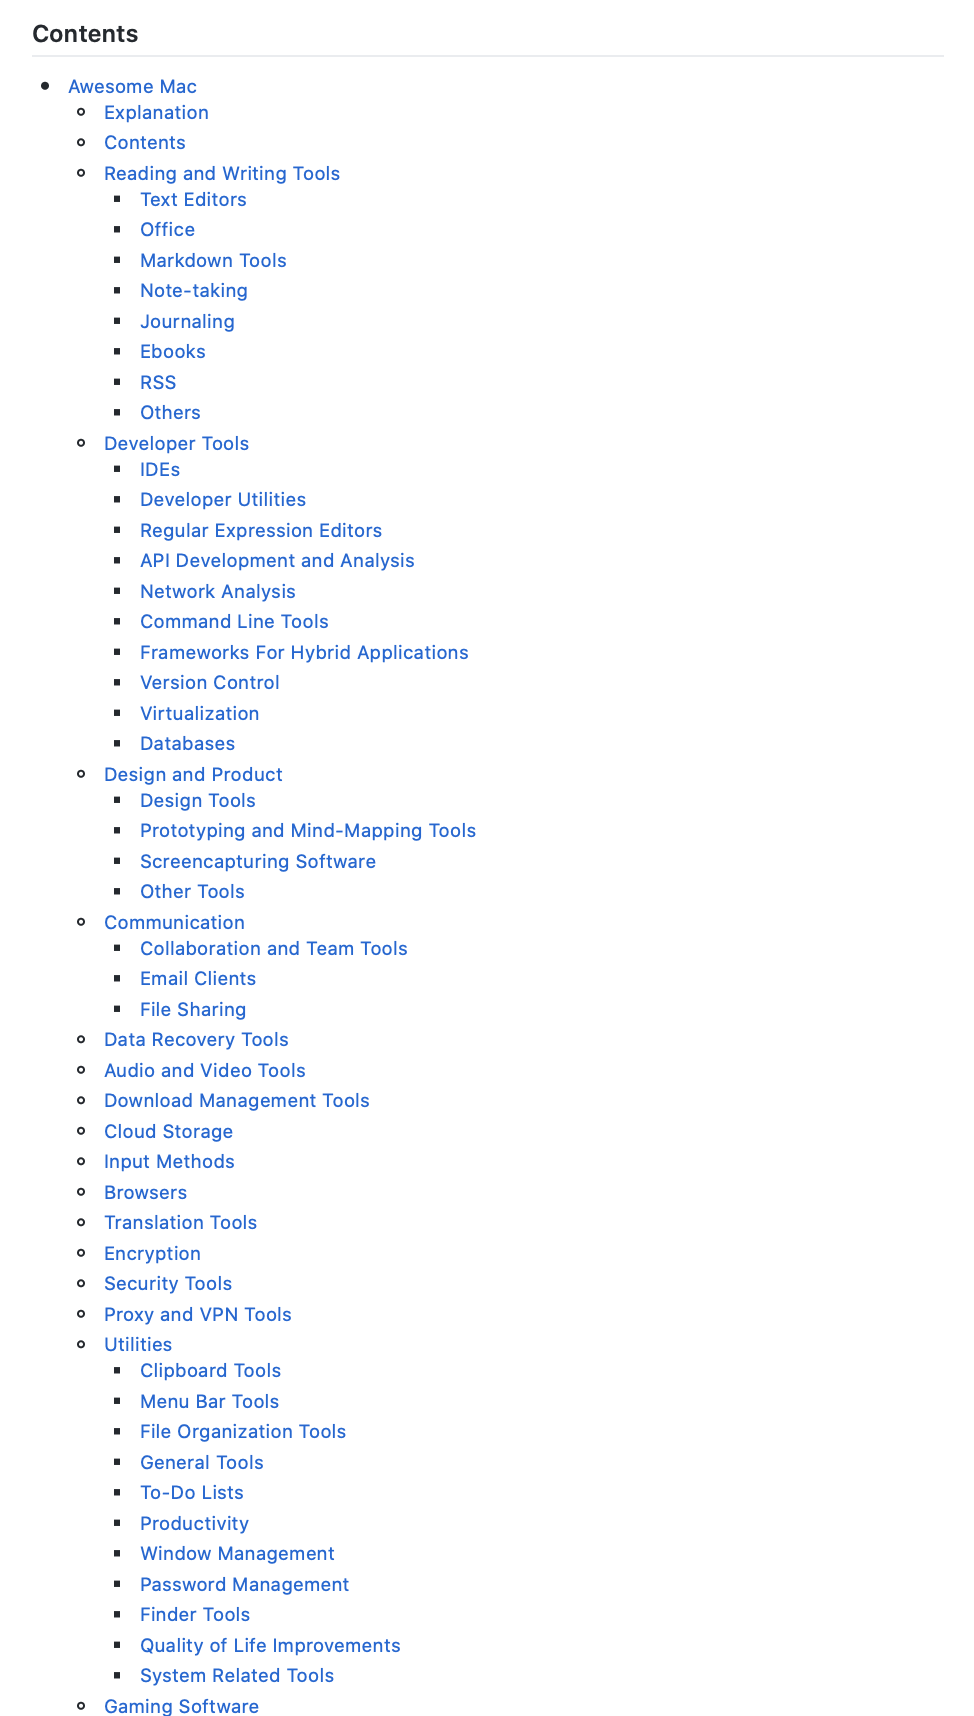 Contents
Awesome Mac
Explanation
Contents
Reading and Writing Tools
Text Editors
Office
Markdown Tools
Note-taking
Journaling
Ebooks
RSS
Others
Developer Tools
IDEs
Developer Utilities
Regular Expression Editors
API Development and Analysis
Network Analysis
Command Line Tools
Frameworks For Hybrid Applications
Version Control
Virtualization
Databases
Design and Product
Design Tools
Prototyping and Mind-Mapping Tools
Screencapturing Software
Other Tools
Communication
Collaboration and Team Tools
Email Clients
File Sharing
Data Recovery Tools
Audio and Video Tools
Download Management Tools
Cloud Storage
Input Methods
Browsers
Translation Tools
Encryption
Security Tools
Proxy and VPN Tools
Utilities
Clipboard Tools
Menu Bar Tools
File Organization Tools
General Tools
To-Do Lists
Productivity
Window Management
Password Management
Finder Tools
Quality of Life Improvements
System Related Tools
Gaming Software